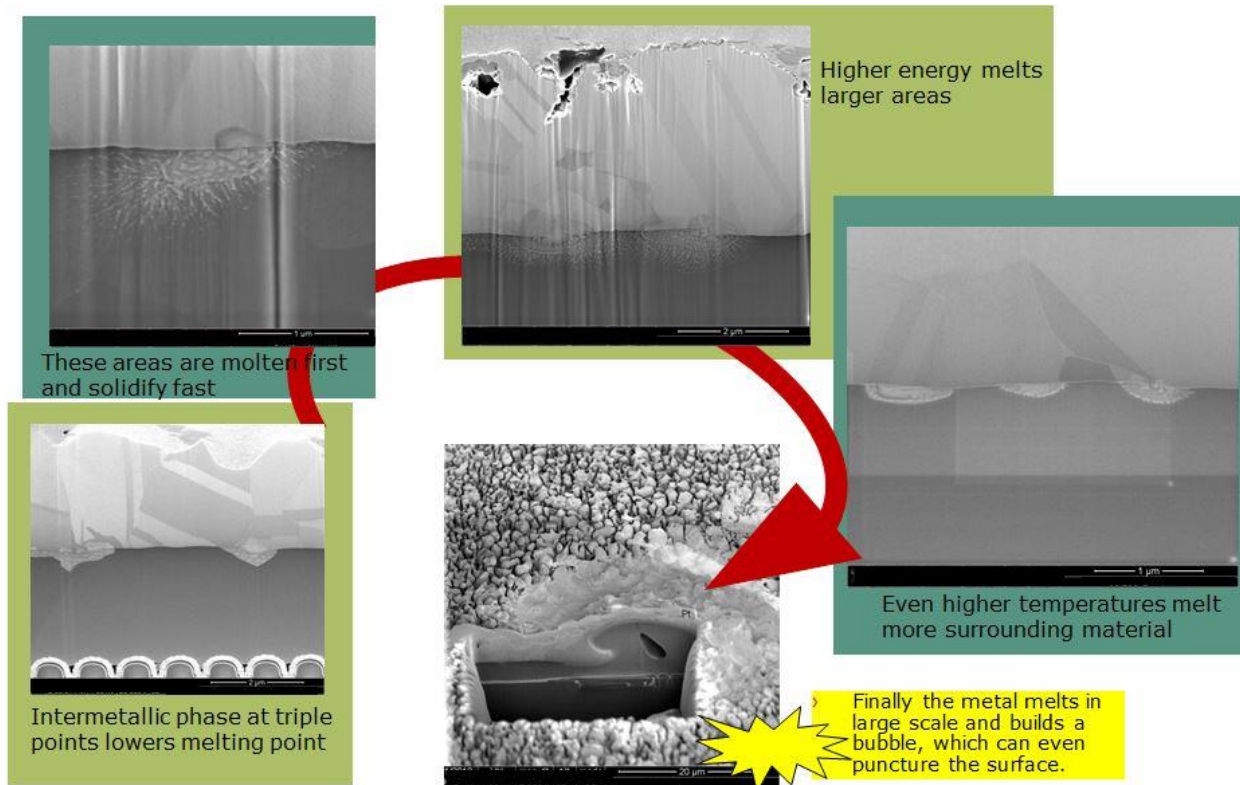 Higher energy melts
larger areas
1 µm
2 µm
These areas are molten first
and solidify fast
1 µm
Even higher temperatures melt
more surrounding material
Pt
2 µm
Intermetallic phase at triple
points lowers melting point
20 µm
› Finally the metal melts in
large scale and builds a
bubble, which can even
puncture the surface.